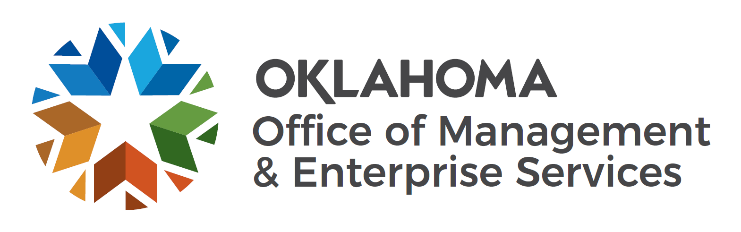 OKLAHOMA
Office of Management
& Enterprise Services